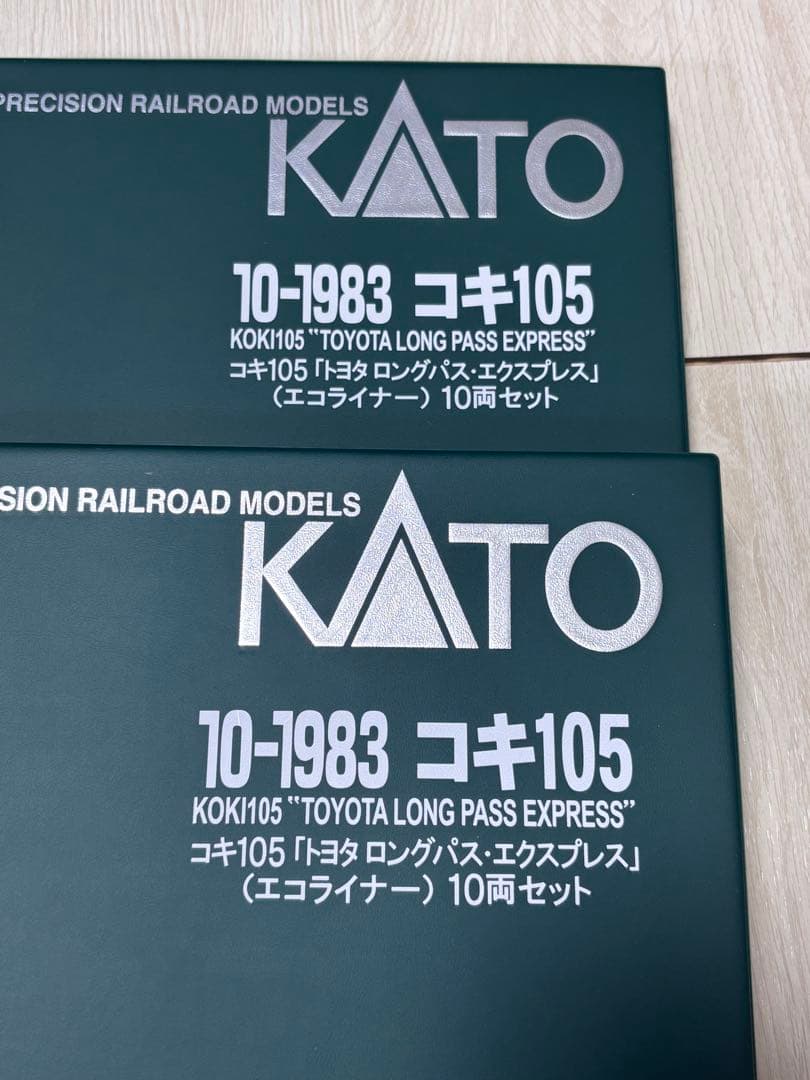 PRECISION RAILROAD MODELS
KATO
10-1983 コキ105
KOKI105 "TOYOTA LONG PASS EXPRESS"
コキ105「トヨタ ロングパス・エクスプレス」
（エコライナー）10両セット
SION RAILROAD MODELS
KATO
10-1983 コキ105
KOKI105 "TOYOTA LONG PASS EXPRESS"
コキ105「トヨタ ロングパス・エクスプレス」
（エコライナー）10両セット